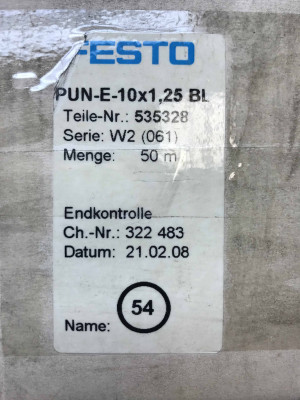 FESTO
PUN-E-10x1,25 BL
Teile-Nr.: 535328
Serie: W2 (061)
Menge: 50 m
Endkontrolle
Ch.-Nr.: 322 483
Datum: 21.02.08
54
Name: